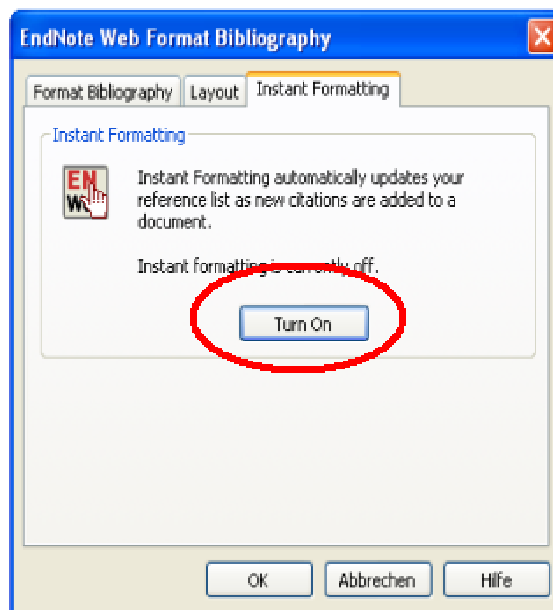 EndNote Web Format Bibliography
Format Bibliography Layout Instant Formatting
Instant Formatting
EN
Instant Formatting automatically updates your
reference list as new citations are added to a
document.
Instant formatting is currently off.
Turn On
OK Abbrechen Hilfe